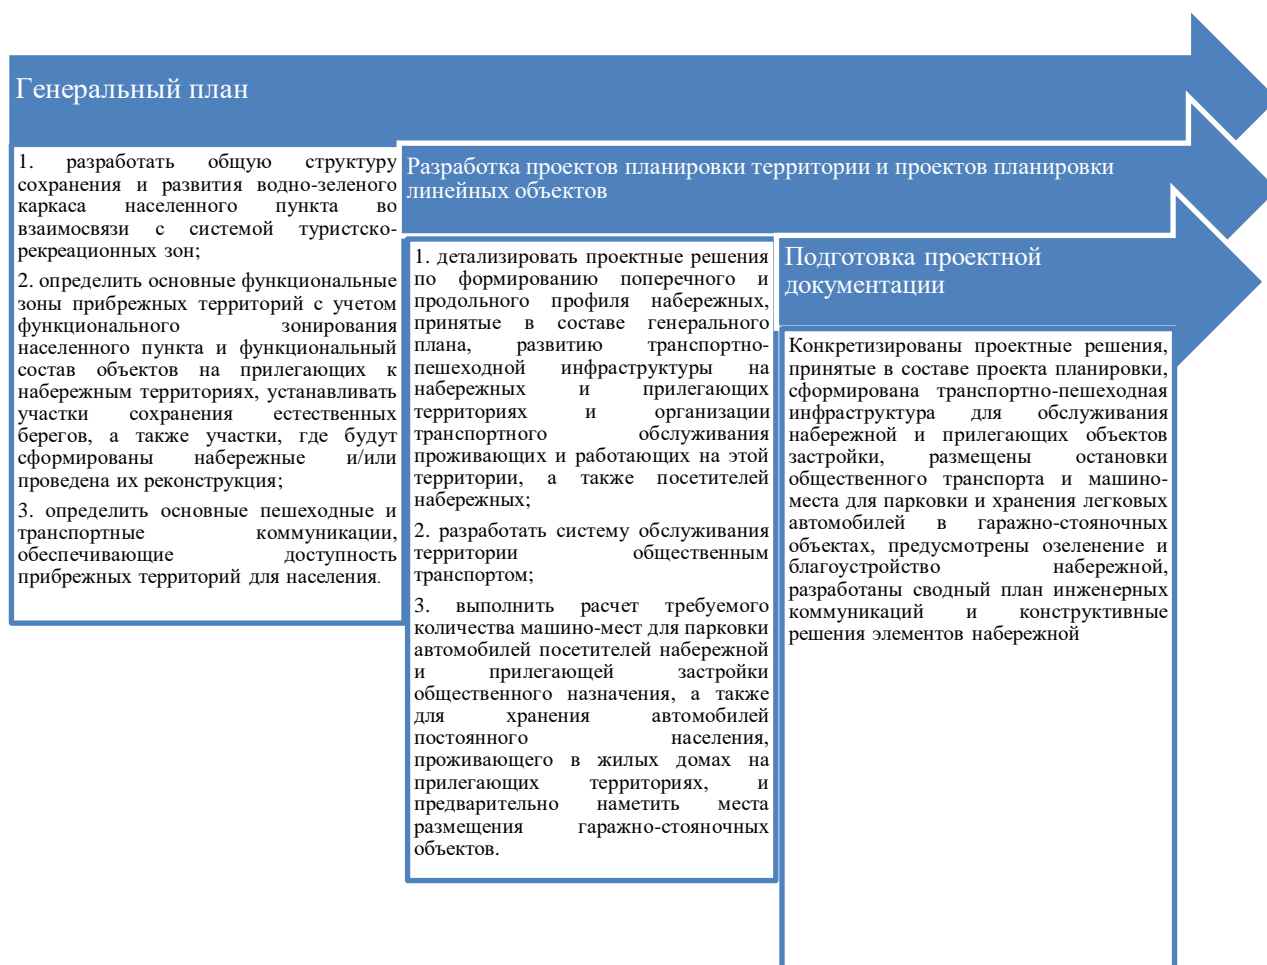 Генеральный план
1. разработать общую структуру
сохранения и развития водно-зеленого
каркаса населенного пункта во
взаимосвязи с системой туристско-
рекреационных зон;
2. определить основные функциональные
зоны прибрежных территорий с учетом
функционального зонирования
населенного пункта и функциональный
состав объектов на прилегающих к
набережным территориях, устанавливать
участки сохранения естественных
берегов, а также участки, где будут
сформированы набережные и/или
проведена их реконструкция;
3. определить основные пешеходные и
транспортные коммуникации,
обеспечивающие доступность
прибрежных территорий для населения.
Разработка проектов планировки территории и проектов планировки
линейных объектов
1. детализировать проектные решения
по формированию поперечного и
продольного профиля набережных,
принятые в составе генерального
плана, развитию транспортно-
пешеходной инфраструктуры на
набережных и прилегающих
территориях и организации
транспортного обслуживания
проживающих и работающих на этой
территории, а также посетителей
набережных;
2. разработать систему обслуживания
территории общественным
транспортом;
3. выполнить расчет требуемого
количества машино-мест для парковки
автомобилей посетителей набережной
и прилегающей застройки
общественного назначения, а также
для хранения автомобилей
постоянного населения,
проживающего в жилых домах на
прилегающих территориях, и
предварительно наметить места
размещения гаражно-стояночных
объектов.
Подготовка проектной
документации
Конкретизированы проектные решения,
принятые в составе проекта планировки,
сформирована транспортно-пешеходная
инфраструктура для обслуживания
набережной и прилегающих объектов
застройки, размещены остановки
общественного транспорта и машино-
места для парковки и хранения легковых
автомобилей в гаражно-стояночных
объектах, предусмотрены озеленение и
благоустройство набережной,
разработаны сводный план инженерных
коммуникаций и конструктивные
решения элементов набережной